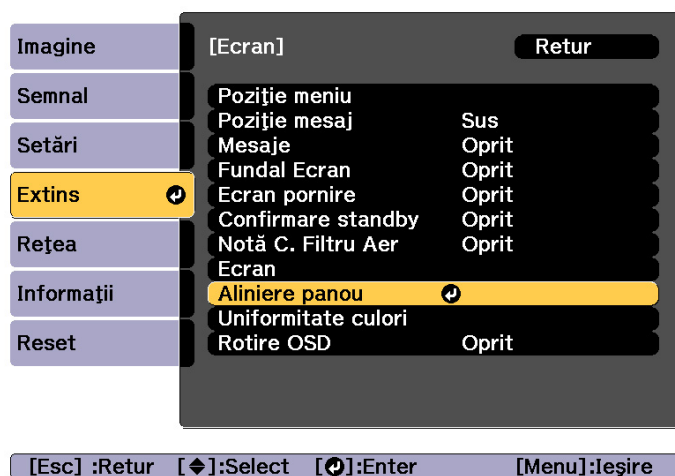 Imagine
Semnal
Setări
Extins
Reţea
Informaţii
Reset
[Ecran] Retur
Poziţie meniu
Poziţie mesaj Sus
Mesaje Oprit
Fundal Ecran Oprit
Ecran pornire Oprit
Confirmare standby Oprit
Notă C. Filtru Aer Oprit
Ecran
Aliniere panou
Uniformitate culori
Rotire OSD Oprit
[Esc] :Retur [◆]:Select [↵]:Enter [Menu]:Ieşire